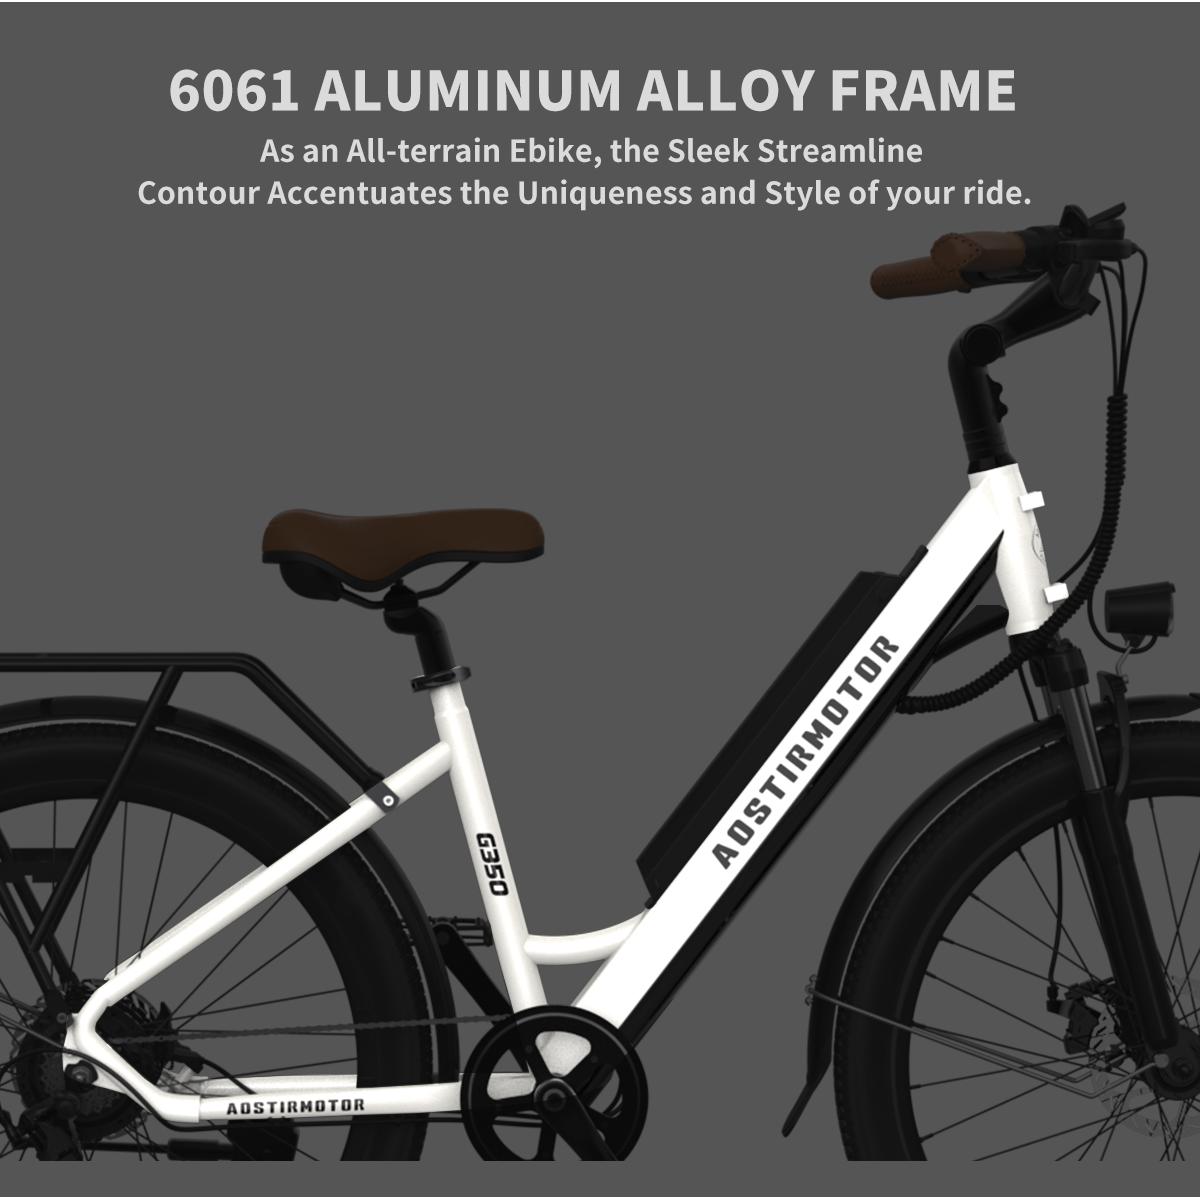 6061 ALUMINUM ALLOY FRAME
As an All-terrain Ebike, the Sleek Streamline
Contour Accentuates the Uniqueness and Style of your ride.
AOSTIRMOTOR
G350
AOSTIRMOTOR